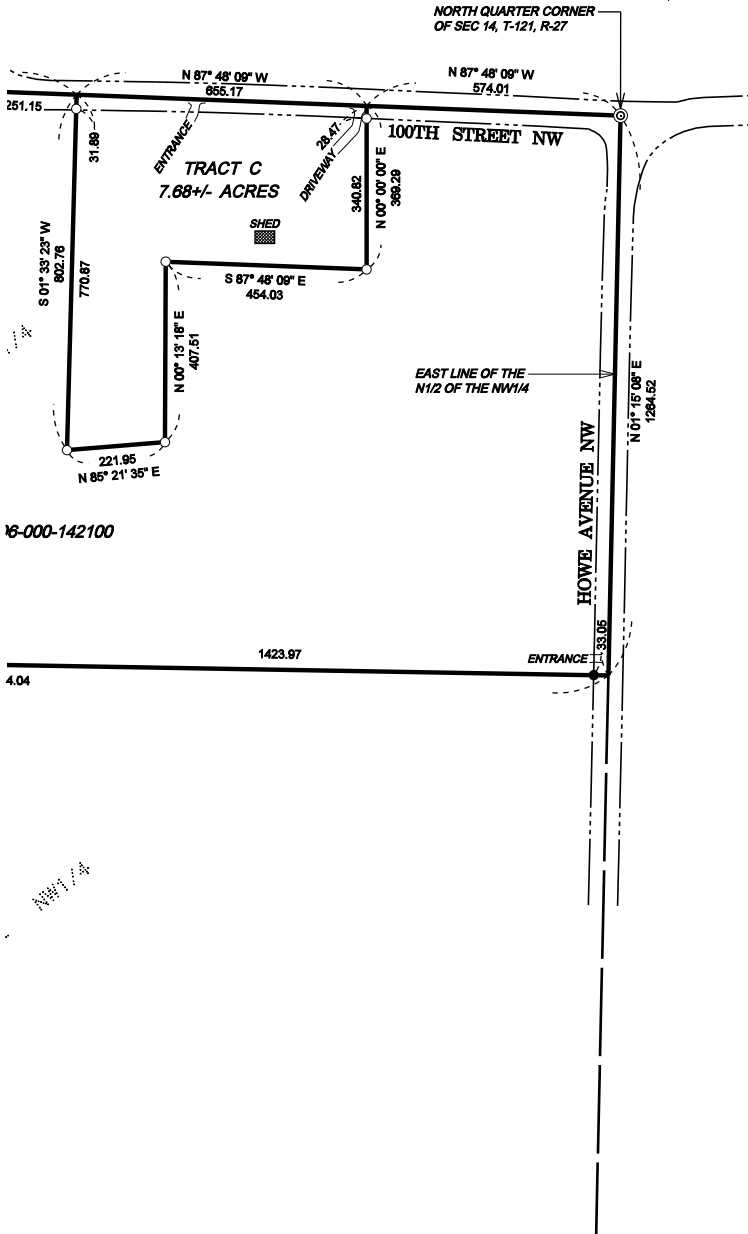 NORTH QUARTER CORNER
OF SEC 14, T-121, R-27
N 87° 48' 09" W
655.17
N 87° 48' 09" W
574.01
251.15
31.89
ENTRANCE
28.47
DRIVEWAY
100TH STREET NW
TRACT C
7.68+/- ACRES
340.82
N 00° 00' 00" E
369.29
SHED
S 01° 33' 23" W
802.76
770.87
S 87° 48' 09" E
454.03
N 00° 13' 18" E
407.51
1/4
EAST LINE OF THE
N1/2 OF THE NW1/4
N 01° 15' 08" E
1264.52
221.95
N 85° 21' 35" E
HOWE AVENUE NW
6-000-142100
33.05
1423.97
ENTRANCE
4.04
NW1/4